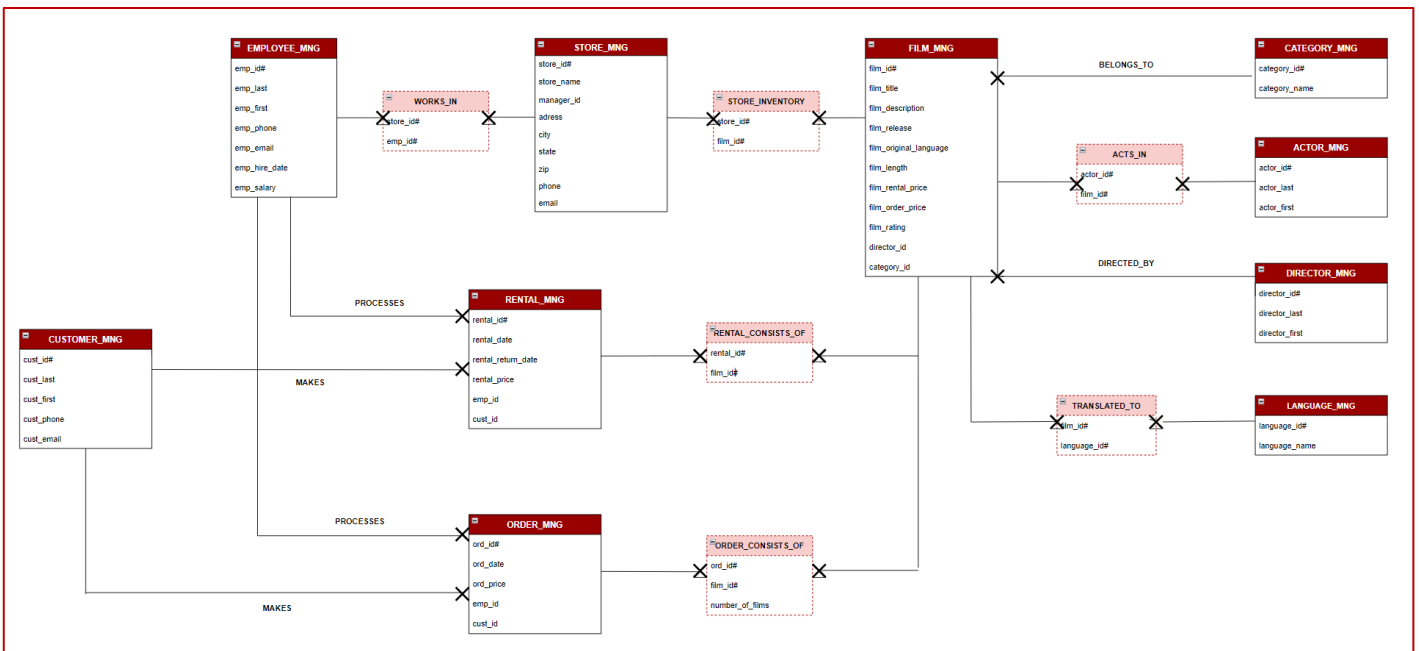 EMPLOYEE_MNG
emp_id#
emp_last
emp_first
emp_phone
emp_email
emp_hire_date
emp_salary
WORKS_IN
store_id#
emp_id#
STORE_MNG
store_id#
store_name
manager_id
adress
city
state
zip
phone
email
STORE_INVENTORY
store_id#
film_id#
FILM_MNG
film_id#
film_title
film_description
film_release
film_original_language
film_length
film_rental_price
film_order_price
film_rating
director_id
category_id
BELONGS_TO
CATEGORY_MNG
category_id#
category_name
ACTS_IN
actor_id#
film_id#
ACTOR_MNG
actor_id#
actor_last
actor_first
DIRECTED_BY
DIRECTOR_MNG
director_id#
director_last
director_first
CUSTOMER_MNG
cust_id#
cust_last
cust_first
cust_phone
cust_email
PROCESSES
MAKES
RENTAL_MNG
rental_id#
rental_date
rental_return_date
rental_price
emp_id
cust_id
RENTAL_CONSISTS_OF
rental_id#
film_id#
TRANSLATED_TO
film_id#
language_id#
LANGUAGE_MNG
language_id#
language_name
PROCESSES
MAKES
ORDER_MNG
ord_id#
ord_date
ord_price
emp_id
cust_id
ORDER_CONSISTS_OF
ord_id#
film_id#
number_of_films